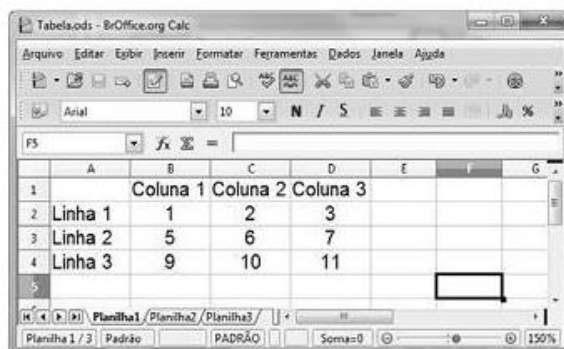 Tabela.ods - BrOffice.org Calc
Arquivo Editar Exibir Inserir Formatar Ferramentas Dados Janela Ajuda
Arial 10 N I S %
F5 =
A B C D E F G
1 Coluna 1 Coluna 2 Coluna 3
2 Linha 1 1 2 3
3 Linha 2 5 6 7
4 Linha 3 9 10 11
5
Planilha1 Planilha2 Planilha3
Planilha 1 / 3 Padrão PADRÃO Soma=0 150%